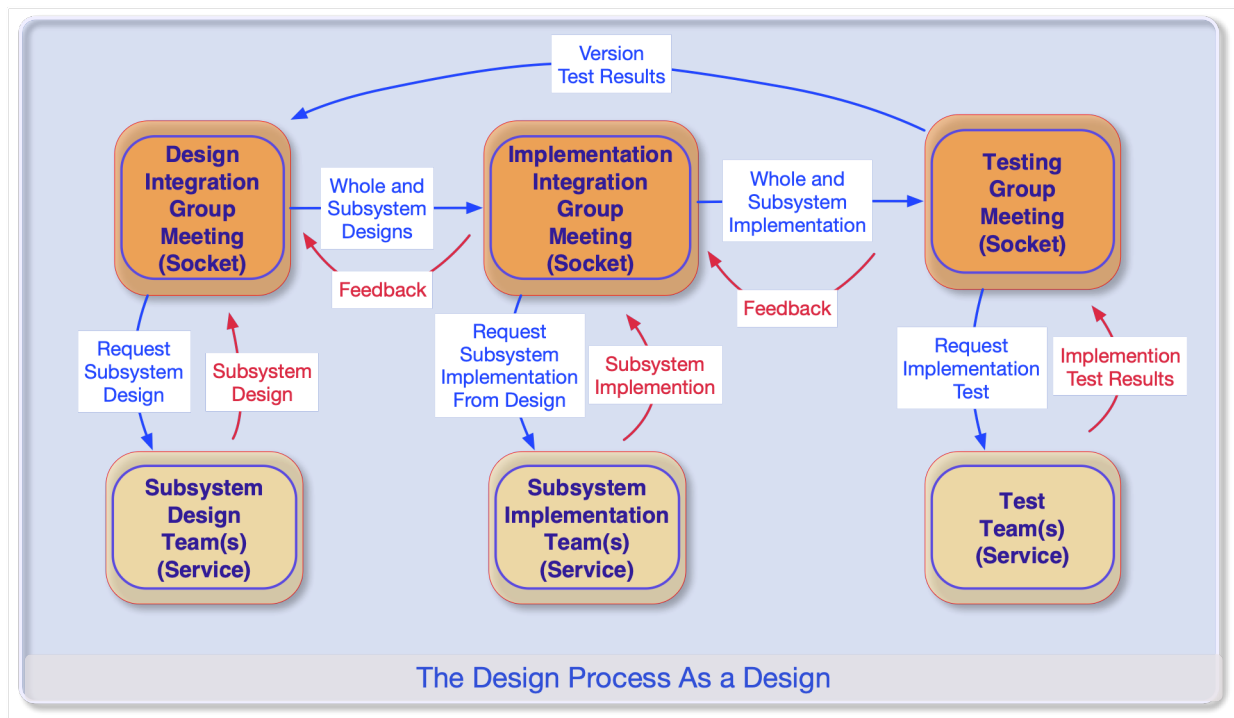 Version
Test Results
Design
Integration
Group
Meeting
(Socket)
Whole and
Subsystem
Designs
Implementation
Integration
Group
Meeting
(Socket)
Whole and
Subsystem
Implementation
Testing
Group
Meeting
(Socket)
Feedback
Feedback
Request
Subsystem
Design
Subsystem
Design
Request
Subsystem
Implementation
From Design
Subsystem
Implemention
Request
Implementation
Test
Implemention
Test Results
Subsystem
Design
Team(s)
(Service)
Subsystem
Implementation
Team(s)
(Service)
Test
Team(s)
(Service)
The Design Process As a Design